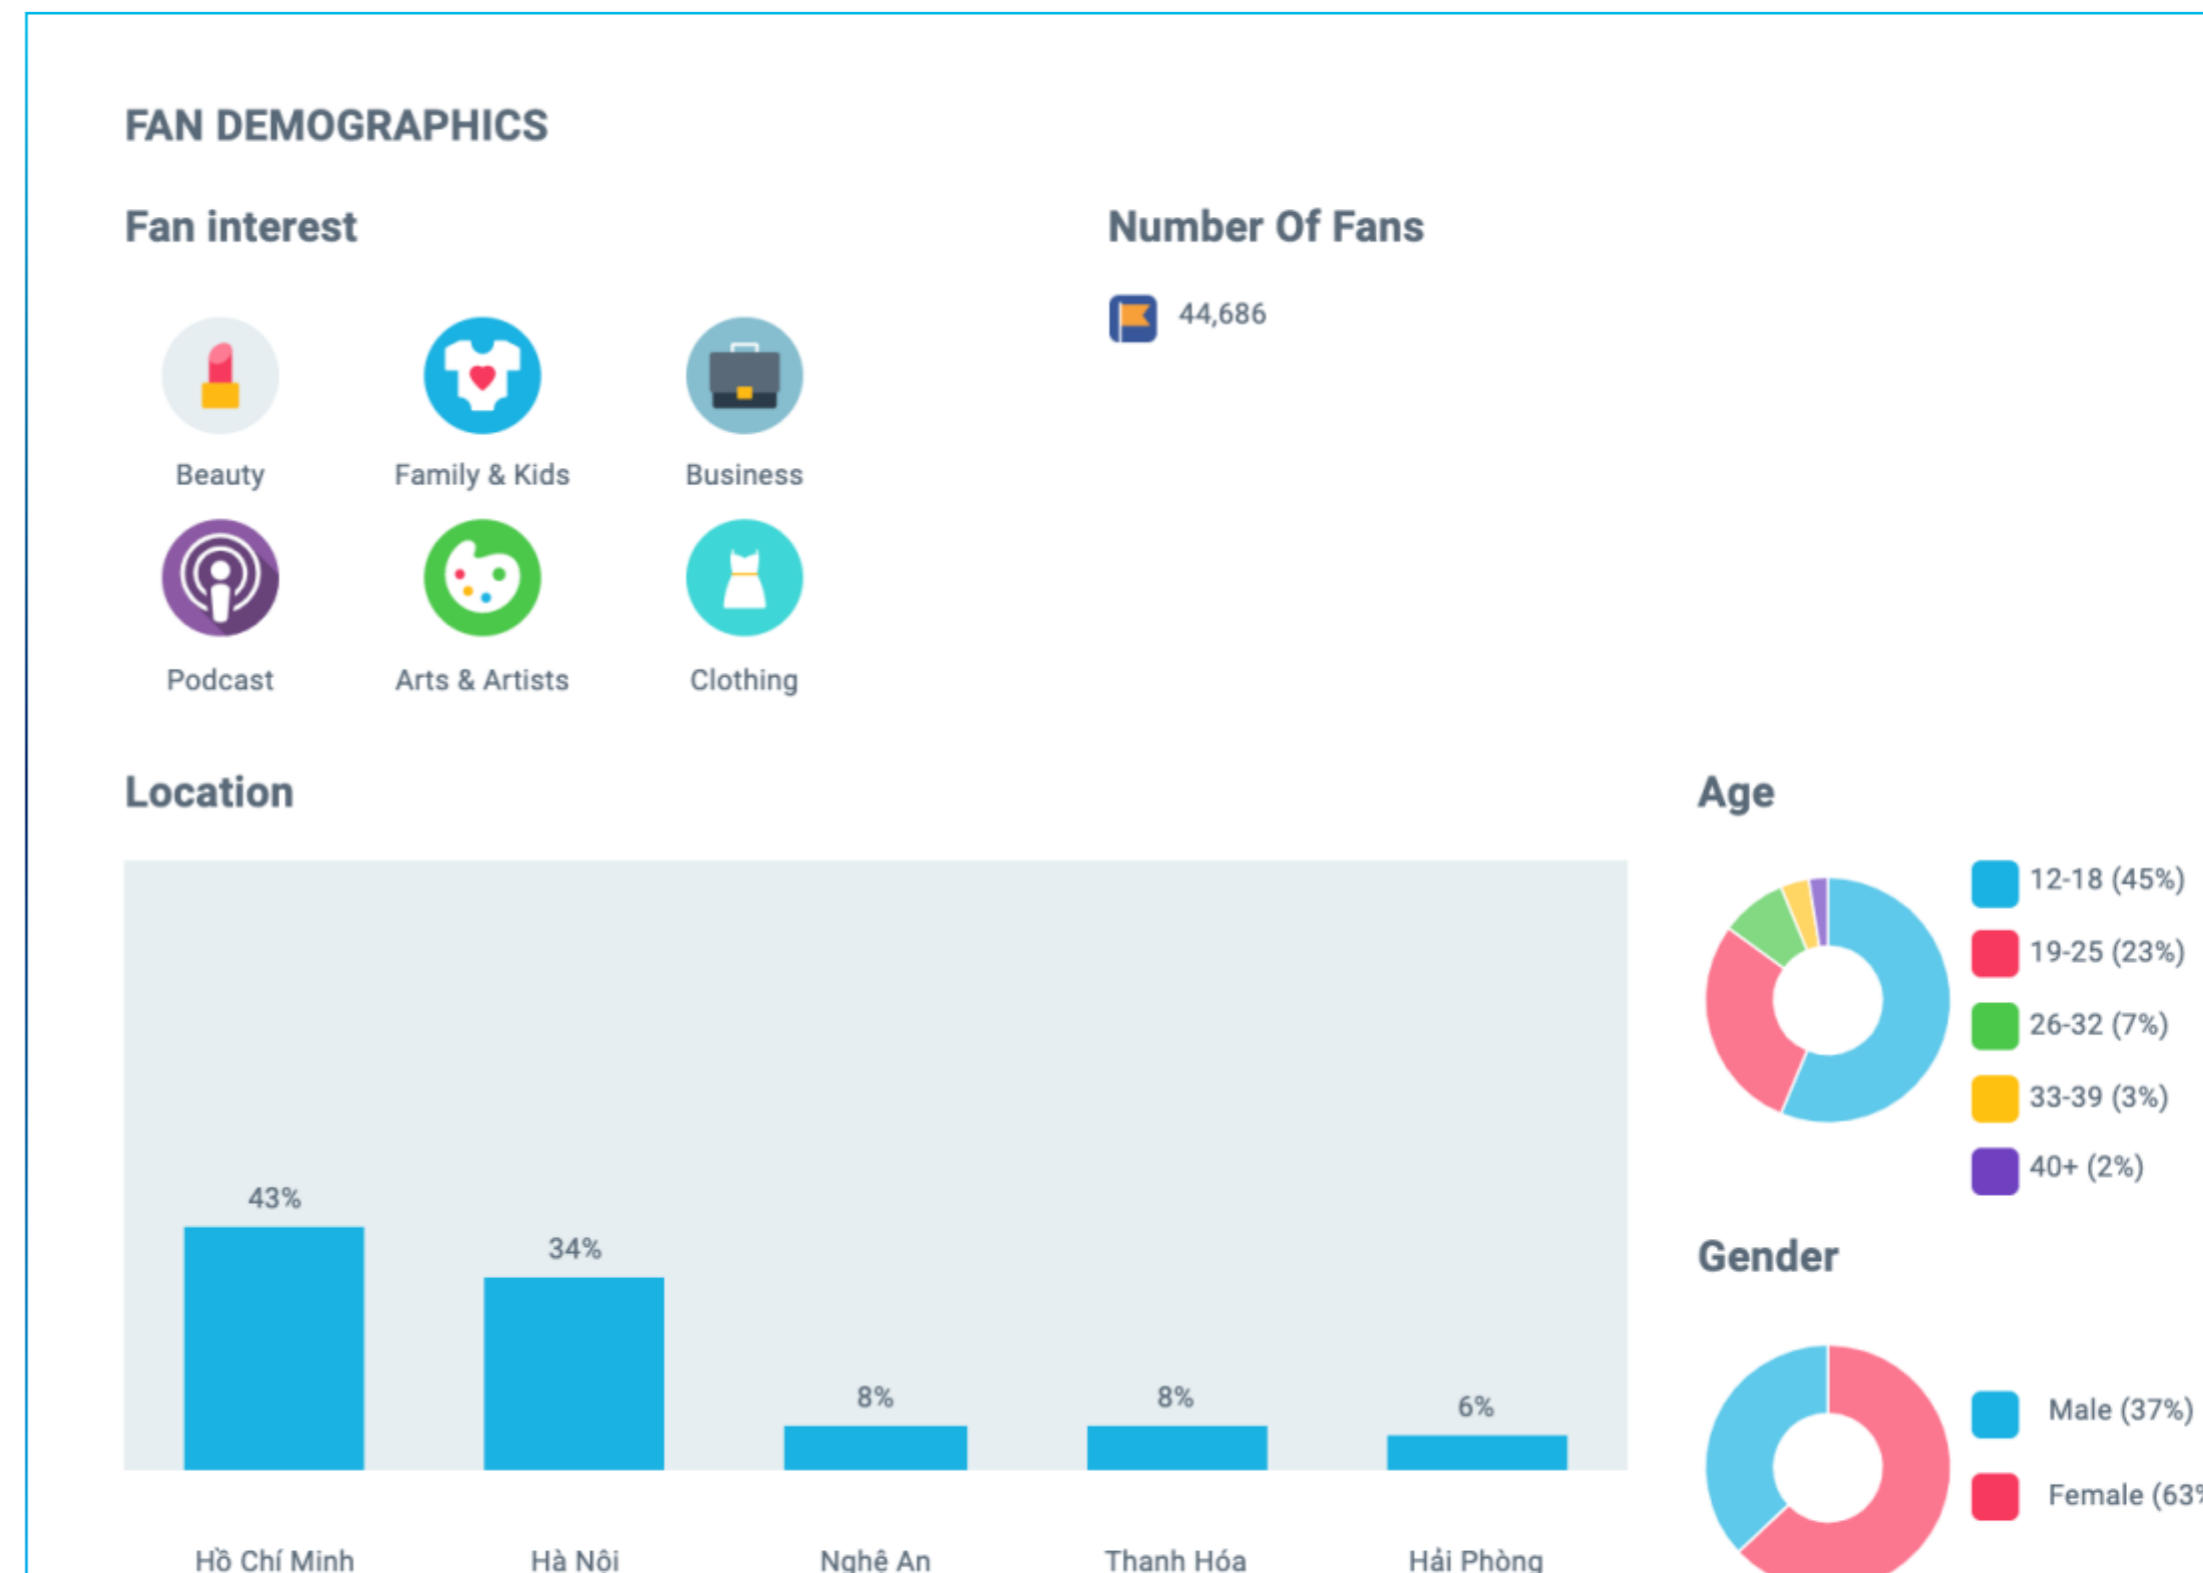 FAN DEMOGRAPHICS
Fan interest
Number Of Fans
44,686
Beauty
Family & Kids
Business
Podcast
Arts & Artists
Clothing
Location
Age
12-18 (45%)
19-25 (23%)
26-32 (7%)
33-39 (3%)
40+ (2%)
Gender
Male (37%)
Female (63%
43%
34%
8%
8%
6%
Hồ Chí Minh
Hà Nội
Nghệ An
Thanh Hóa
Hải Phòng